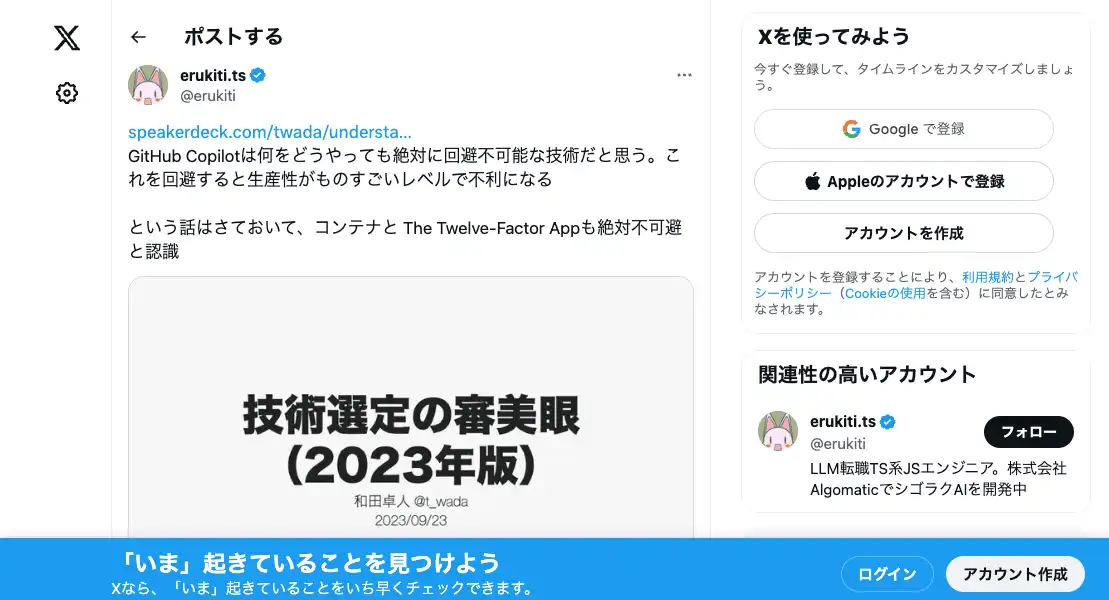 ポストする
erukiti.ts
@erukiti
speakerdeck.com/twada/understa…
GitHub Copilotは何をどうやっても絶対に回避不可能な技術だと思う。こ
れを回避すると生産性がものすごいレベルで不利になる
という話はさておいて、コンテナと The Twelve-Factor Appも絶対不可避
と認識
技術選定の審美眼
（2023年版）
和田卓人 @t_wada
2023/09/23
Xを使ってみよう
今すぐ登録して、タイムラインをカスタマイズしましょ
う。
Google で登録
Appleのアカウントで登録
アカウントを作成
アカウントを登録することにより、利用規約とプライバ
シーポリシー（Cookieの使用を含む）に同意したとみ
なされます。
関連性の高いアカウント
erukiti.ts
@erukiti
フォロー
LLM転職TS系JSエンジニア。株式会社
AlgomaticでシゴラクAIを開発中
「いま」起きていることを見つけよう
Xなら、「いま」起きていることをいち早くチェックできます。
ログイン
アカウント作成